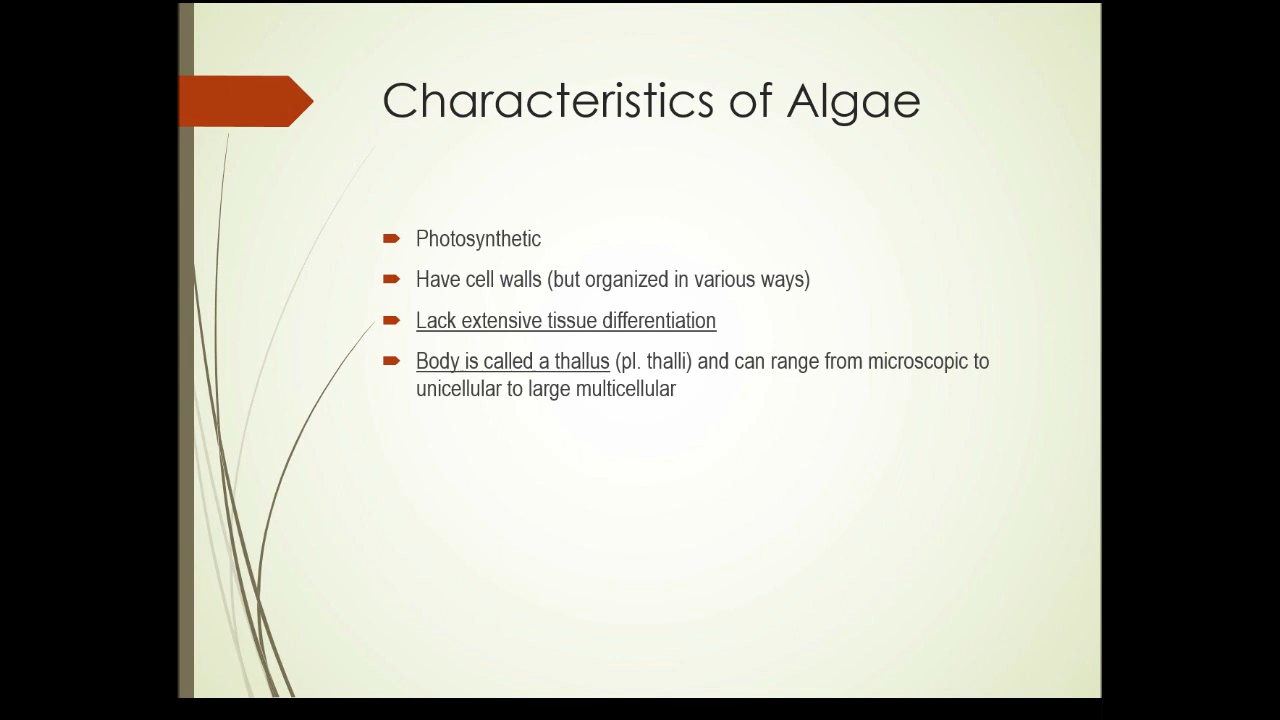 Characteristics of Algae
Photosynthetic
Have cell walls (but organized in various ways)
Lack extensive tissue differentiation
Body is called a thallus (pl. thalli) and can range from microscopic to
unicellular to large multicellular